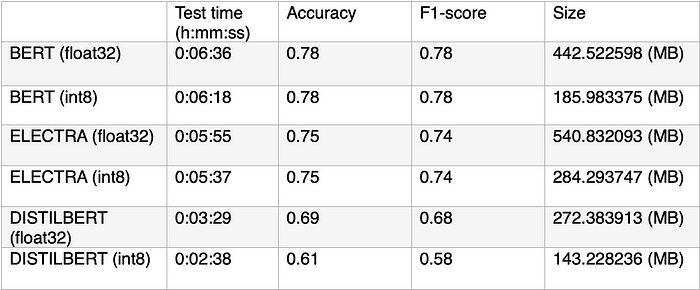 Test time (h:mm:ss) Accuracy F1-score Size
BERT (float32) 0:06:36 0.78 0.78 442.522598 (MB)
BERT (int8) 0:06:18 0.78 0.78 185.983375 (MB)
ELECTRA (float32) 0:05:55 0.75 0.74 540.832093 (MB)
ELECTRA (int8) 0:05:37 0.75 0.74 284.293747 (MB)
DISTILBERT (float32) 0:03:29 0.69 0.68 272.383913 (MB)
DISTILBERT (int8) 0:02:38 0.61 0.58 143.228236 (MB)